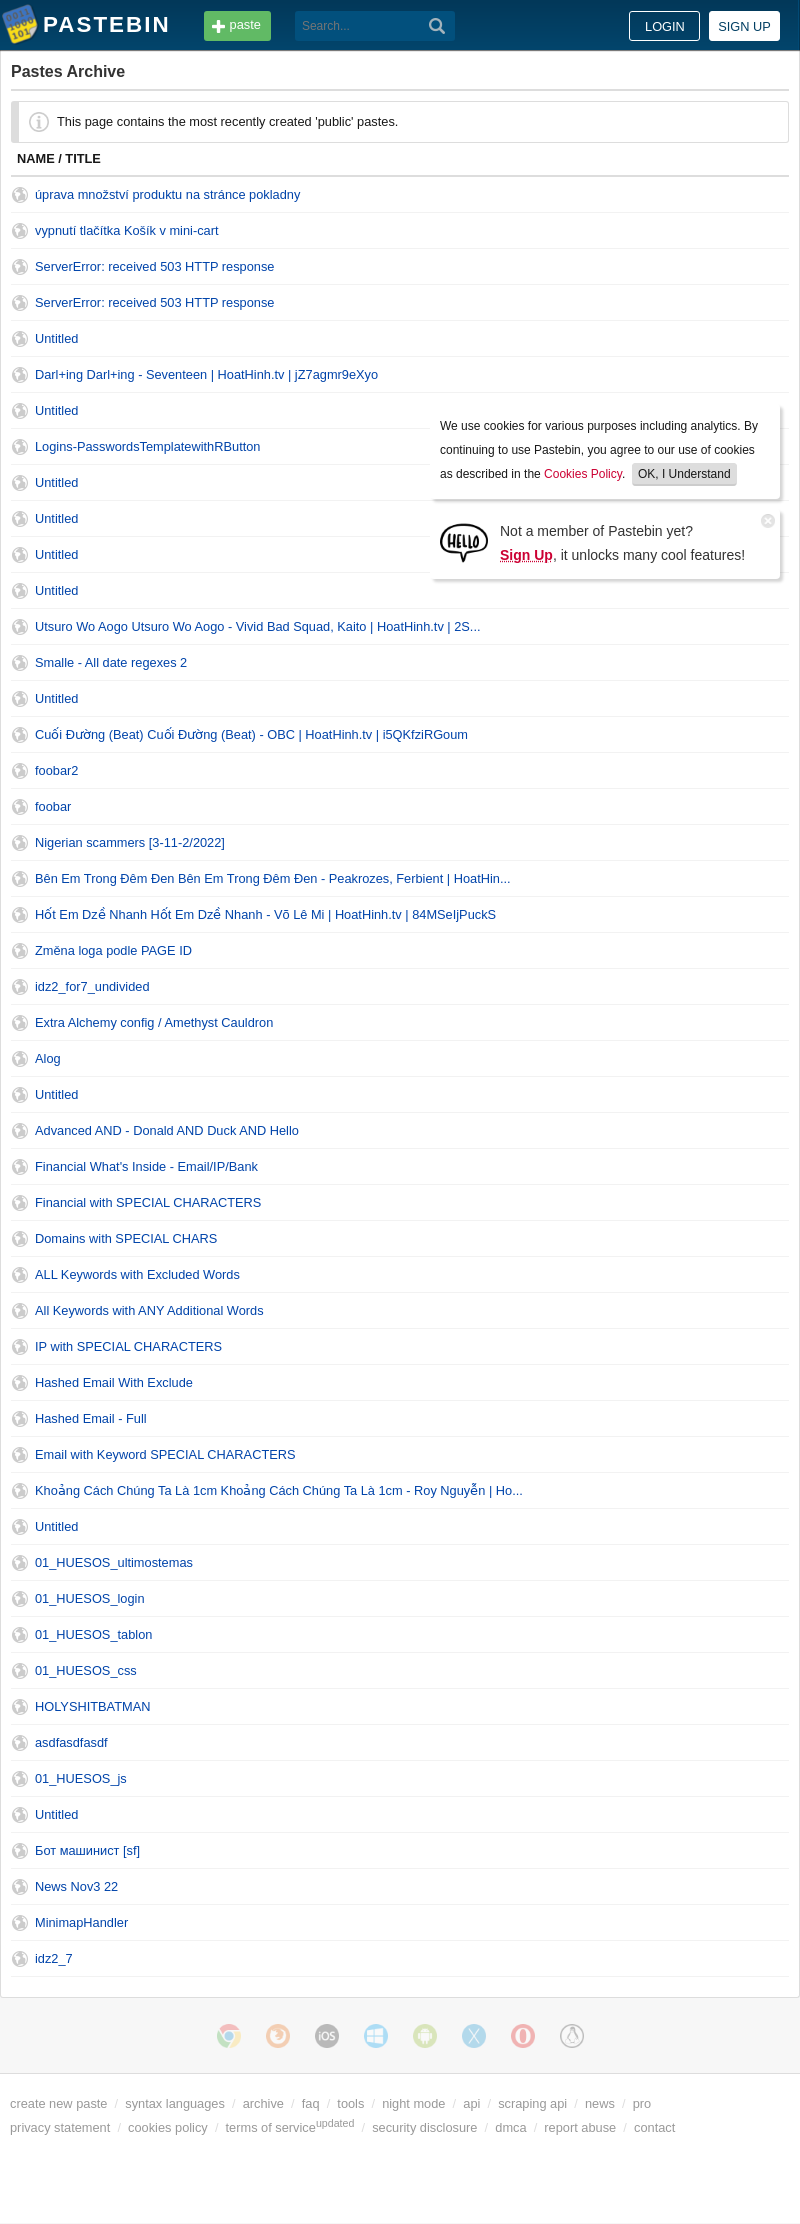 PASTEBIN paste Search... LOGIN SIGN UP
Pastes Archive
This page contains the most recently created 'public' pastes.
NAME / TITLE
úprava množství produktu na stránce pokladny
vypnutí tlačítka Košík v mini-cart
ServerError: received 503 HTTP response
ServerError: received 503 HTTP response
Untitled
Darl+ing Darl+ing - Seventeen | HoatHinh.tv | jZ7agmr9eXyo
Untitled
Logins-PasswordsTemplatewithRButton
Untitled
Untitled
Untitled
Untitled
We use cookies for various purposes including analytics. By
continuing to use Pastebin, you agree to our use of cookies
as described in the Cookies Policy. OK, I Understand
HELLO
Not a member of Pastebin yet?
Sign Up, it unlocks many cool features!
Utsuro Wo Aogo Utsuro Wo Aogo - Vivid Bad Squad, Kaito | HoatHinh.tv | 2S...
Smalle - All date regexes 2
Untitled
Cuối Đường (Beat) Cuối Đường (Beat) - OBC | HoatHinh.tv | i5QKfziRGoum
foobar2
foobar
Nigerian scammers [3-11-2/2022]
Bên Em Trong Đêm Đen Bên Em Trong Đêm Đen - Peakrozes, Ferbient | HoatHin...
Hốt Em Dzề Nhanh Hốt Em Dzề Nhanh - Võ Lê Mi | HoatHinh.tv | 84MSeIjPuckS
Změna loga podle PAGE ID
idz2_for7_undivided
Extra Alchemy config / Amethyst Cauldron
Alog
Untitled
Advanced AND - Donald AND Duck AND Hello
Financial What's Inside - Email/IP/Bank
Financial with SPECIAL CHARACTERS
Domains with SPECIAL CHARS
ALL Keywords with Excluded Words
All Keywords with ANY Additional Words
IP with SPECIAL CHARACTERS
Hashed Email With Exclude
Hashed Email - Full
Email with Keyword SPECIAL CHARACTERS
Khoảng Cách Chúng Ta Là 1cm Khoảng Cách Chúng Ta Là 1cm - Roy Nguyễn | Ho...
Untitled
01_HUESOS_ultimostemas
01_HUESOS_login
01_HUESOS_tablon
01_HUESOS_css
HOLYSHITBATMAN
asdfasdfasdf
01_HUESOS_js
Untitled
Бот машинист [sf]
News Nov3 22
MinimapHandler
idz2_7
iOS
create new paste / syntax languages / archive / faq / tools / night mode / api / scraping api / news / pro
privacy statement / cookies policy / terms of serviceupdated / security disclosure / dmca / report abuse / contact